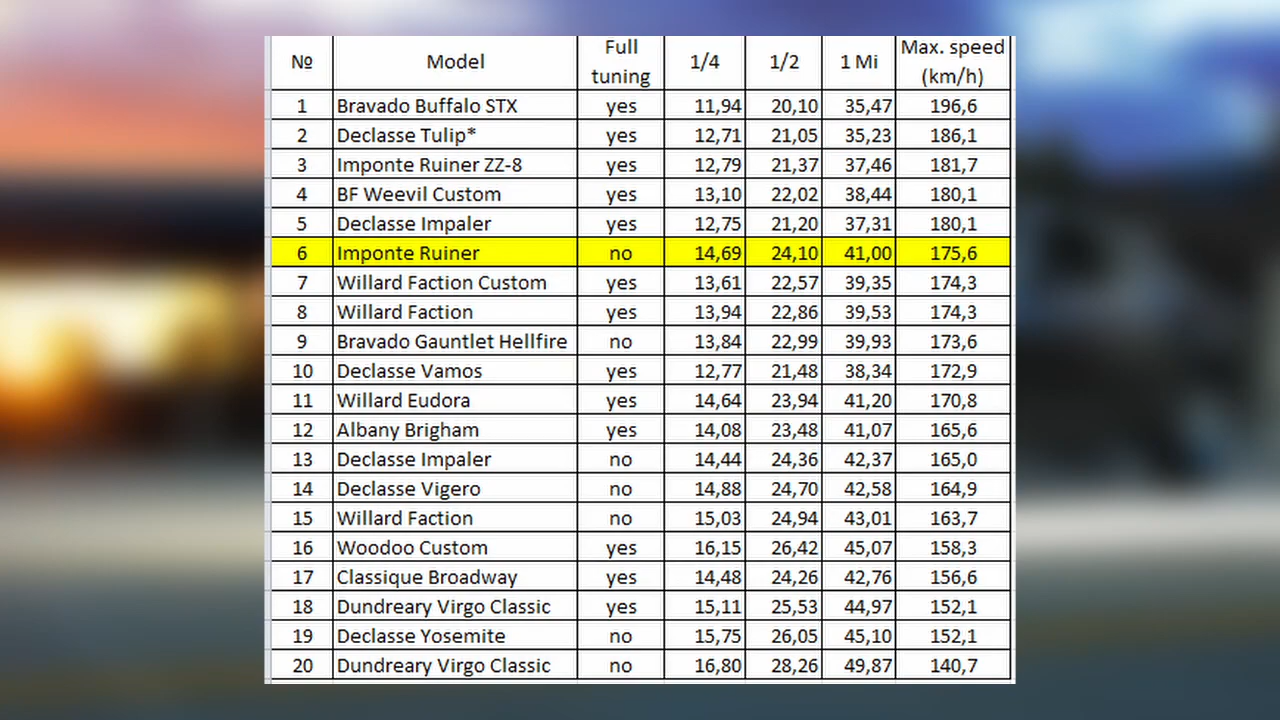 № Model Full tuning 1/4 1/2 1 Mi Max. speed (km/h)
1 Bravado Buffalo STX yes 11,94 20,10 35,47 196,6
2 Declasse Tulip* yes 12,71 21,05 35,23 186,1
3 Imponte Ruiner ZZ-8 yes 12,79 21,37 37,46 181,7
4 BF Weevil Custom yes 13,10 22,02 38,44 180,1
5 Declasse Impaler yes 12,75 21,20 37,31 180,1
6 Imponte Ruiner no 14,69 24,10 41,00 175,6
7 Willard Faction Custom yes 13,61 22,57 39,35 174,3
8 Willard Faction yes 13,94 22,86 39,53 174,3
9 Bravado Gauntlet Hellfire no 13,84 22,99 39,93 173,6
10 Declasse Vamos yes 12,77 21,48 38,34 172,9
11 Willard Eudora yes 14,64 23,94 41,20 170,8
12 Albany Brigham yes 14,08 23,48 41,07 165,6
13 Declasse Impaler no 14,44 24,36 42,37 165,0
14 Declasse Vigero no 14,88 24,70 42,58 164,9
15 Willard Faction no 15,03 24,94 43,01 163,7
16 Woodoo Custom yes 16,15 26,42 45,07 158,3
17 Classique Broadway yes 14,48 24,26 42,76 156,6
18 Dundreary Virgo Classic yes 15,11 25,53 44,97 152,1
19 Declasse Yosemite no 15,75 26,05 45,10 152,1
20 Dundreary Virgo Classic no 16,80 28,26 49,87 140,7